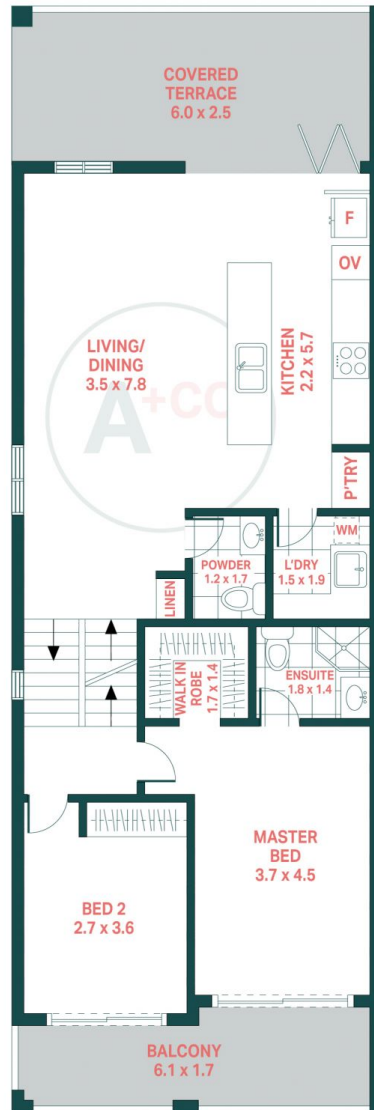 COVERED
TERRACE
6.0 x 2.5
F
OV
LIVING/
DINING
3.5 x 7.8
KITCHEN
2.2 x 5.7
A+CO
P'TRY
WM
POWDER
1.2 x 1.7
L'DRY
1.5 x 1.9
LINEN
WALK IN
ROBE
1.7 x 1.4
ENSUITE
1.8 x 1.4
MASTER
BED
3.7 x 4.5
BED 2
2.7 x 3.6
BALCONY
6.1 x 1.7